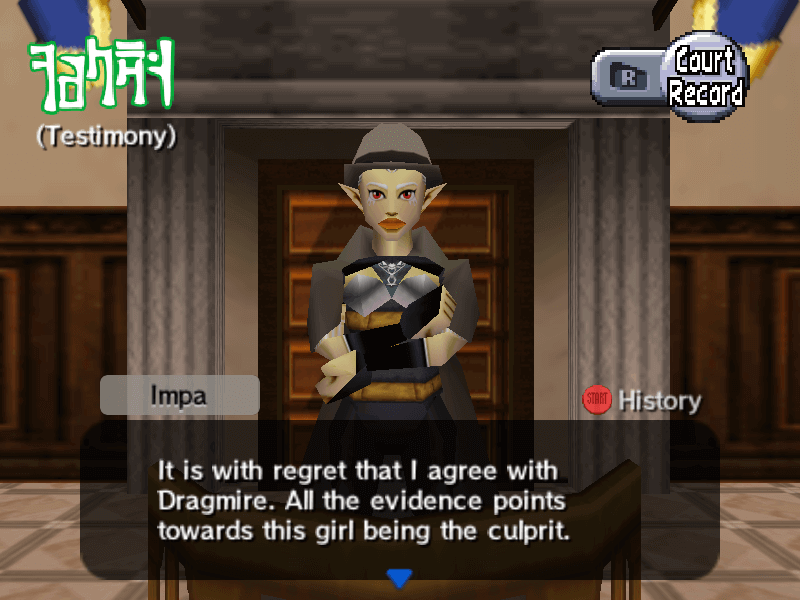 (Testimony)
R
Court
Record
Impa
START
History
It is with regret that I agree with
Dragmire. All the evidence points
towards this girl being the culprit.